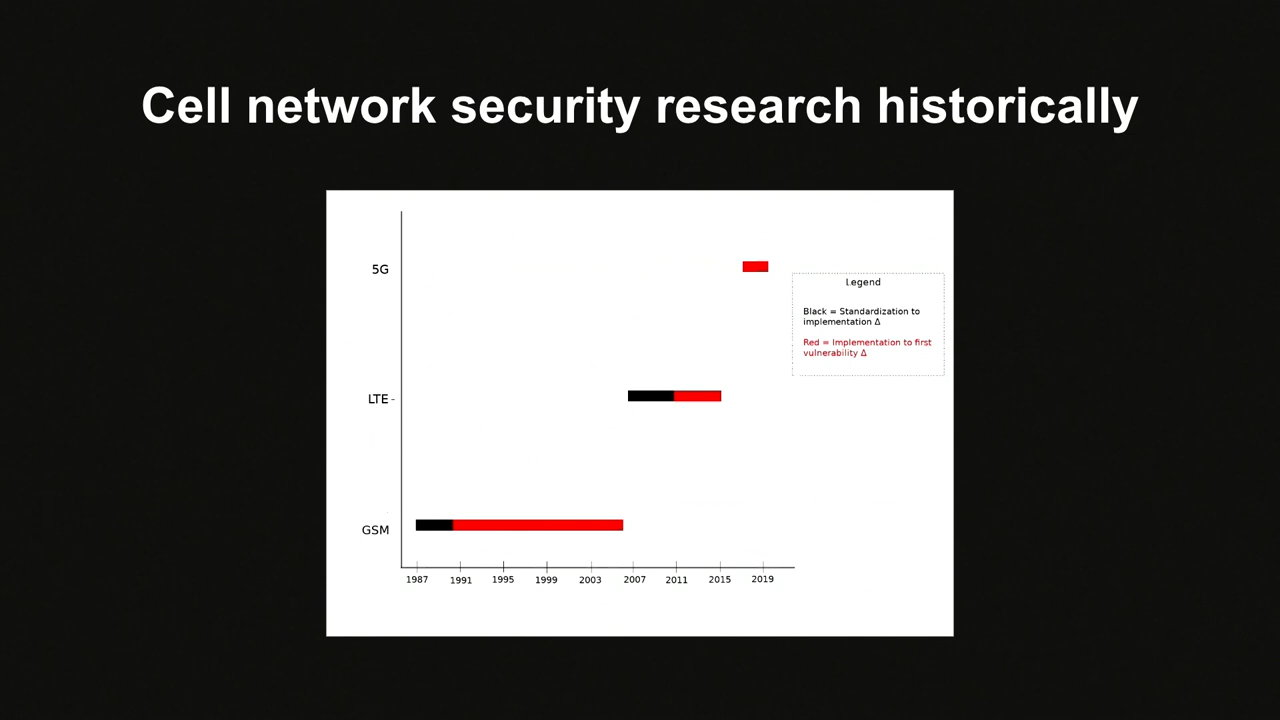 Cell network security research historically
5G
Legend
Black = Standardization to
implementation Δ
Red = Implementation to first
vulnerability Δ
LTE
GSM
1987 1991 1995 1999 2003 2007 2011 2015 2019